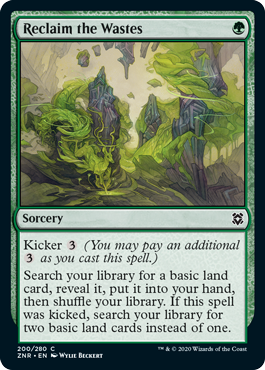 Reclaim the Wastes
Sorcery
Kicker 3 (You may pay an additional
3 as you cast this spell.)
Search your library for a basic land
card, reveal it, put it into your hand,
then shuffle your library. If this spell
was kicked, search your library for
two basic land cards instead of one.
200/280 C
ZNR • EN WYLIE BECKERT
™ & © 2020 Wizards of the Coast